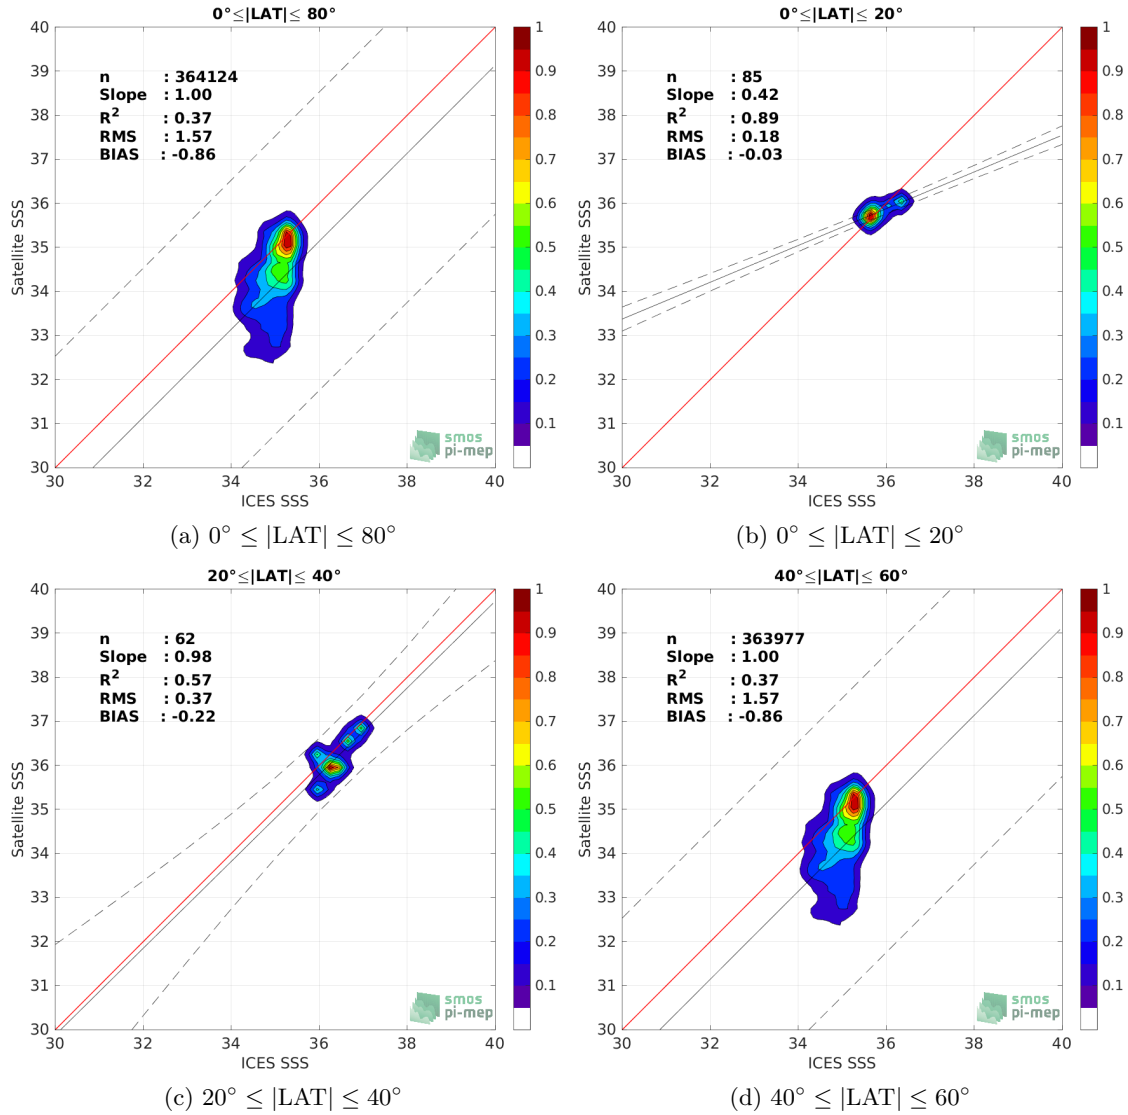 0°≤|LAT|≤ 80°
n : 364124
Slope : 1.00
R² : 0.37
RMS : 1.57
BIAS : -0.86
Satellite SSS
40
39
38
37
36
35
34
33
32
31
30
30 32 34 36 38 40
ICES SSS
1
0.9
0.8
0.7
0.6
0.5
0.4
0.3
0.2
0.1
smos
pi-mep
(a) 0° ≤ |LAT| ≤ 80°
0°≤|LAT|≤ 20°
n : 85
Slope : 0.42
R² : 0.89
RMS : 0.18
BIAS : -0.03
Satellite SSS
40
39
38
37
36
35
34
33
32
31
30
30 32 34 36 38 40
ICES SSS
1
0.9
0.8
0.7
0.6
0.5
0.4
0.3
0.2
0.1
smos
pi-mep
(b) 0° ≤ |LAT| ≤ 20°
20°≤|LAT|≤ 40°
n : 62
Slope : 0.98
R² : 0.57
RMS : 0.37
BIAS : -0.22
Satellite SSS
40
39
38
37
36
35
34
33
32
31
30
30 32 34 36 38 40
ICES SSS
1
0.9
0.8
0.7
0.6
0.5
0.4
0.3
0.2
0.1
smos
pi-mep
(c) 20° ≤ |LAT| ≤ 40°
40°≤|LAT|≤ 60°
n : 363977
Slope : 1.00
R² : 0.37
RMS : 1.57
BIAS : -0.86
Satellite SSS
40
39
38
37
36
35
34
33
32
31
30
30 32 34 36 38 40
ICES SSS
1
0.9
0.8
0.7
0.6
0.5
0.4
0.3
0.2
0.1
smos
pi-mep
(d) 40° ≤ |LAT| ≤ 60°